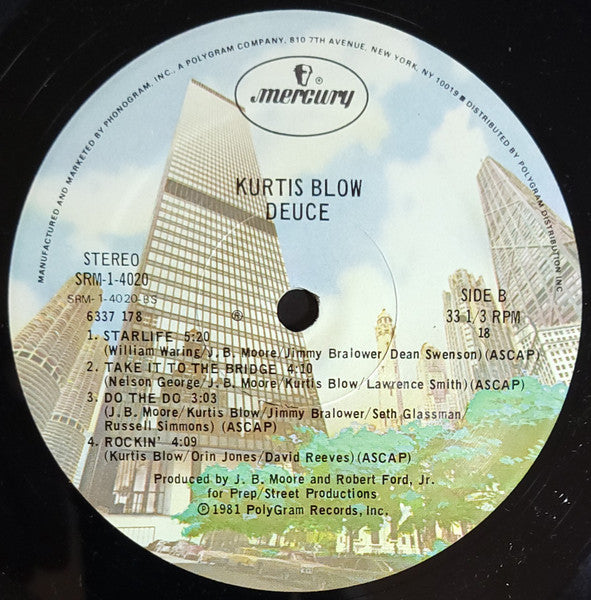 MANUFACTURED AND MARKETED BY PHONOGRAM, INC., A POLYGRAM COMPANY, 810 7TH AVENUE, NEW YORK, NY 10019 ■ DISTRIBUTED BY POLYGRAM DISTRIBUTION INC.
®
mercury
KURTIS BLOW
DEUCE
STEREO
SRM-1-4020
SRM-1-4020-BS
6337 178
℗
SIDE B
33 1/3 RPM
18
1. STARLIFE 5:20
(William Waring/J. B. Moore/Jimmy Bralower/Dean Swenson) (ASCAP)
2. TAKE IT TO THE BRIDGE 4:10
(Nelson George/J. B. Moore/Kurtis Blow/Lawrence Smith) (ASCAP)
3. DO THE DO 3:03
(J. B. Moore/Kurtis Blow/Jimmy Bralower/Seth Glassman/
Russell Simmons) (ASCAP)
4. ROCKIN' 4:09
(Kurtis Blow/Orin Jones/David Reeves) (ASCAP)
Produced by J. B. Moore and Robert Ford, Jr.
for Prep/Street Productions
℗ 1981 PolyGram Records, Inc.